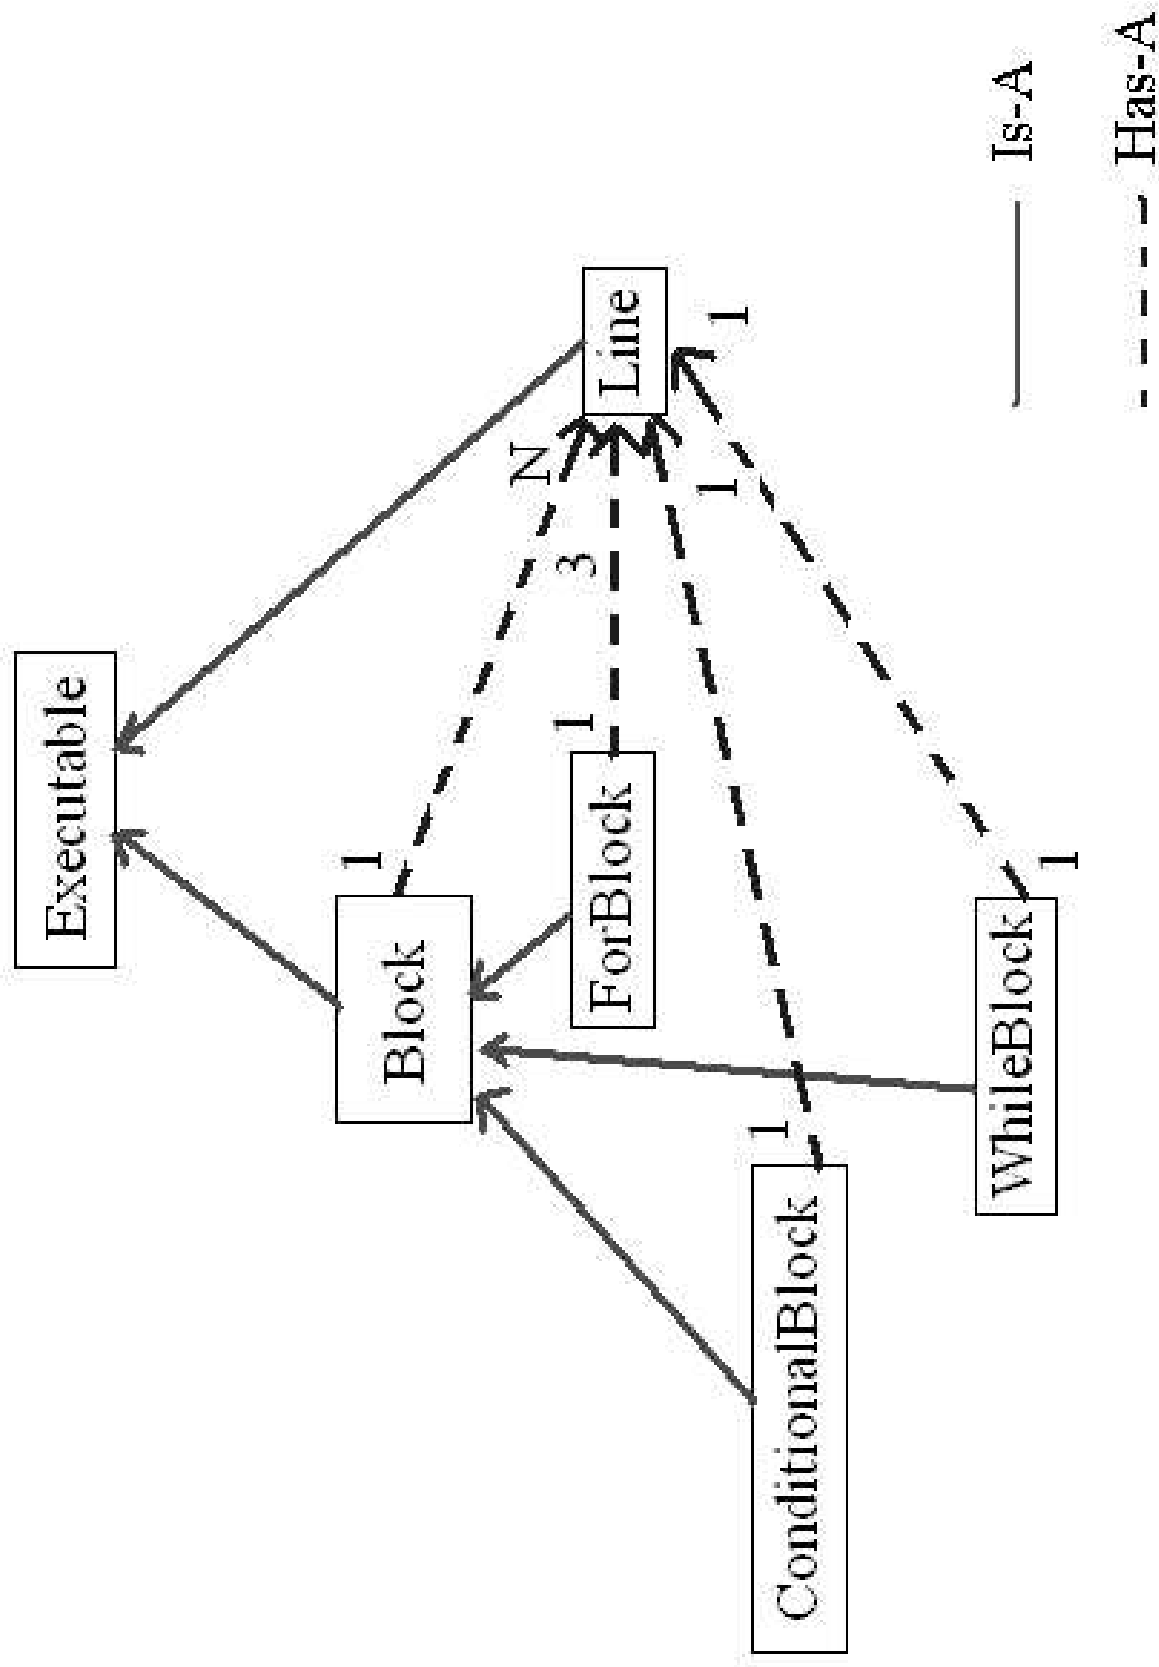 Executable
Block
1
N
Line
ForBlock
1
3
ConditionalBlock
1
1
1
WhileBlock
1
Is-A
Has-A